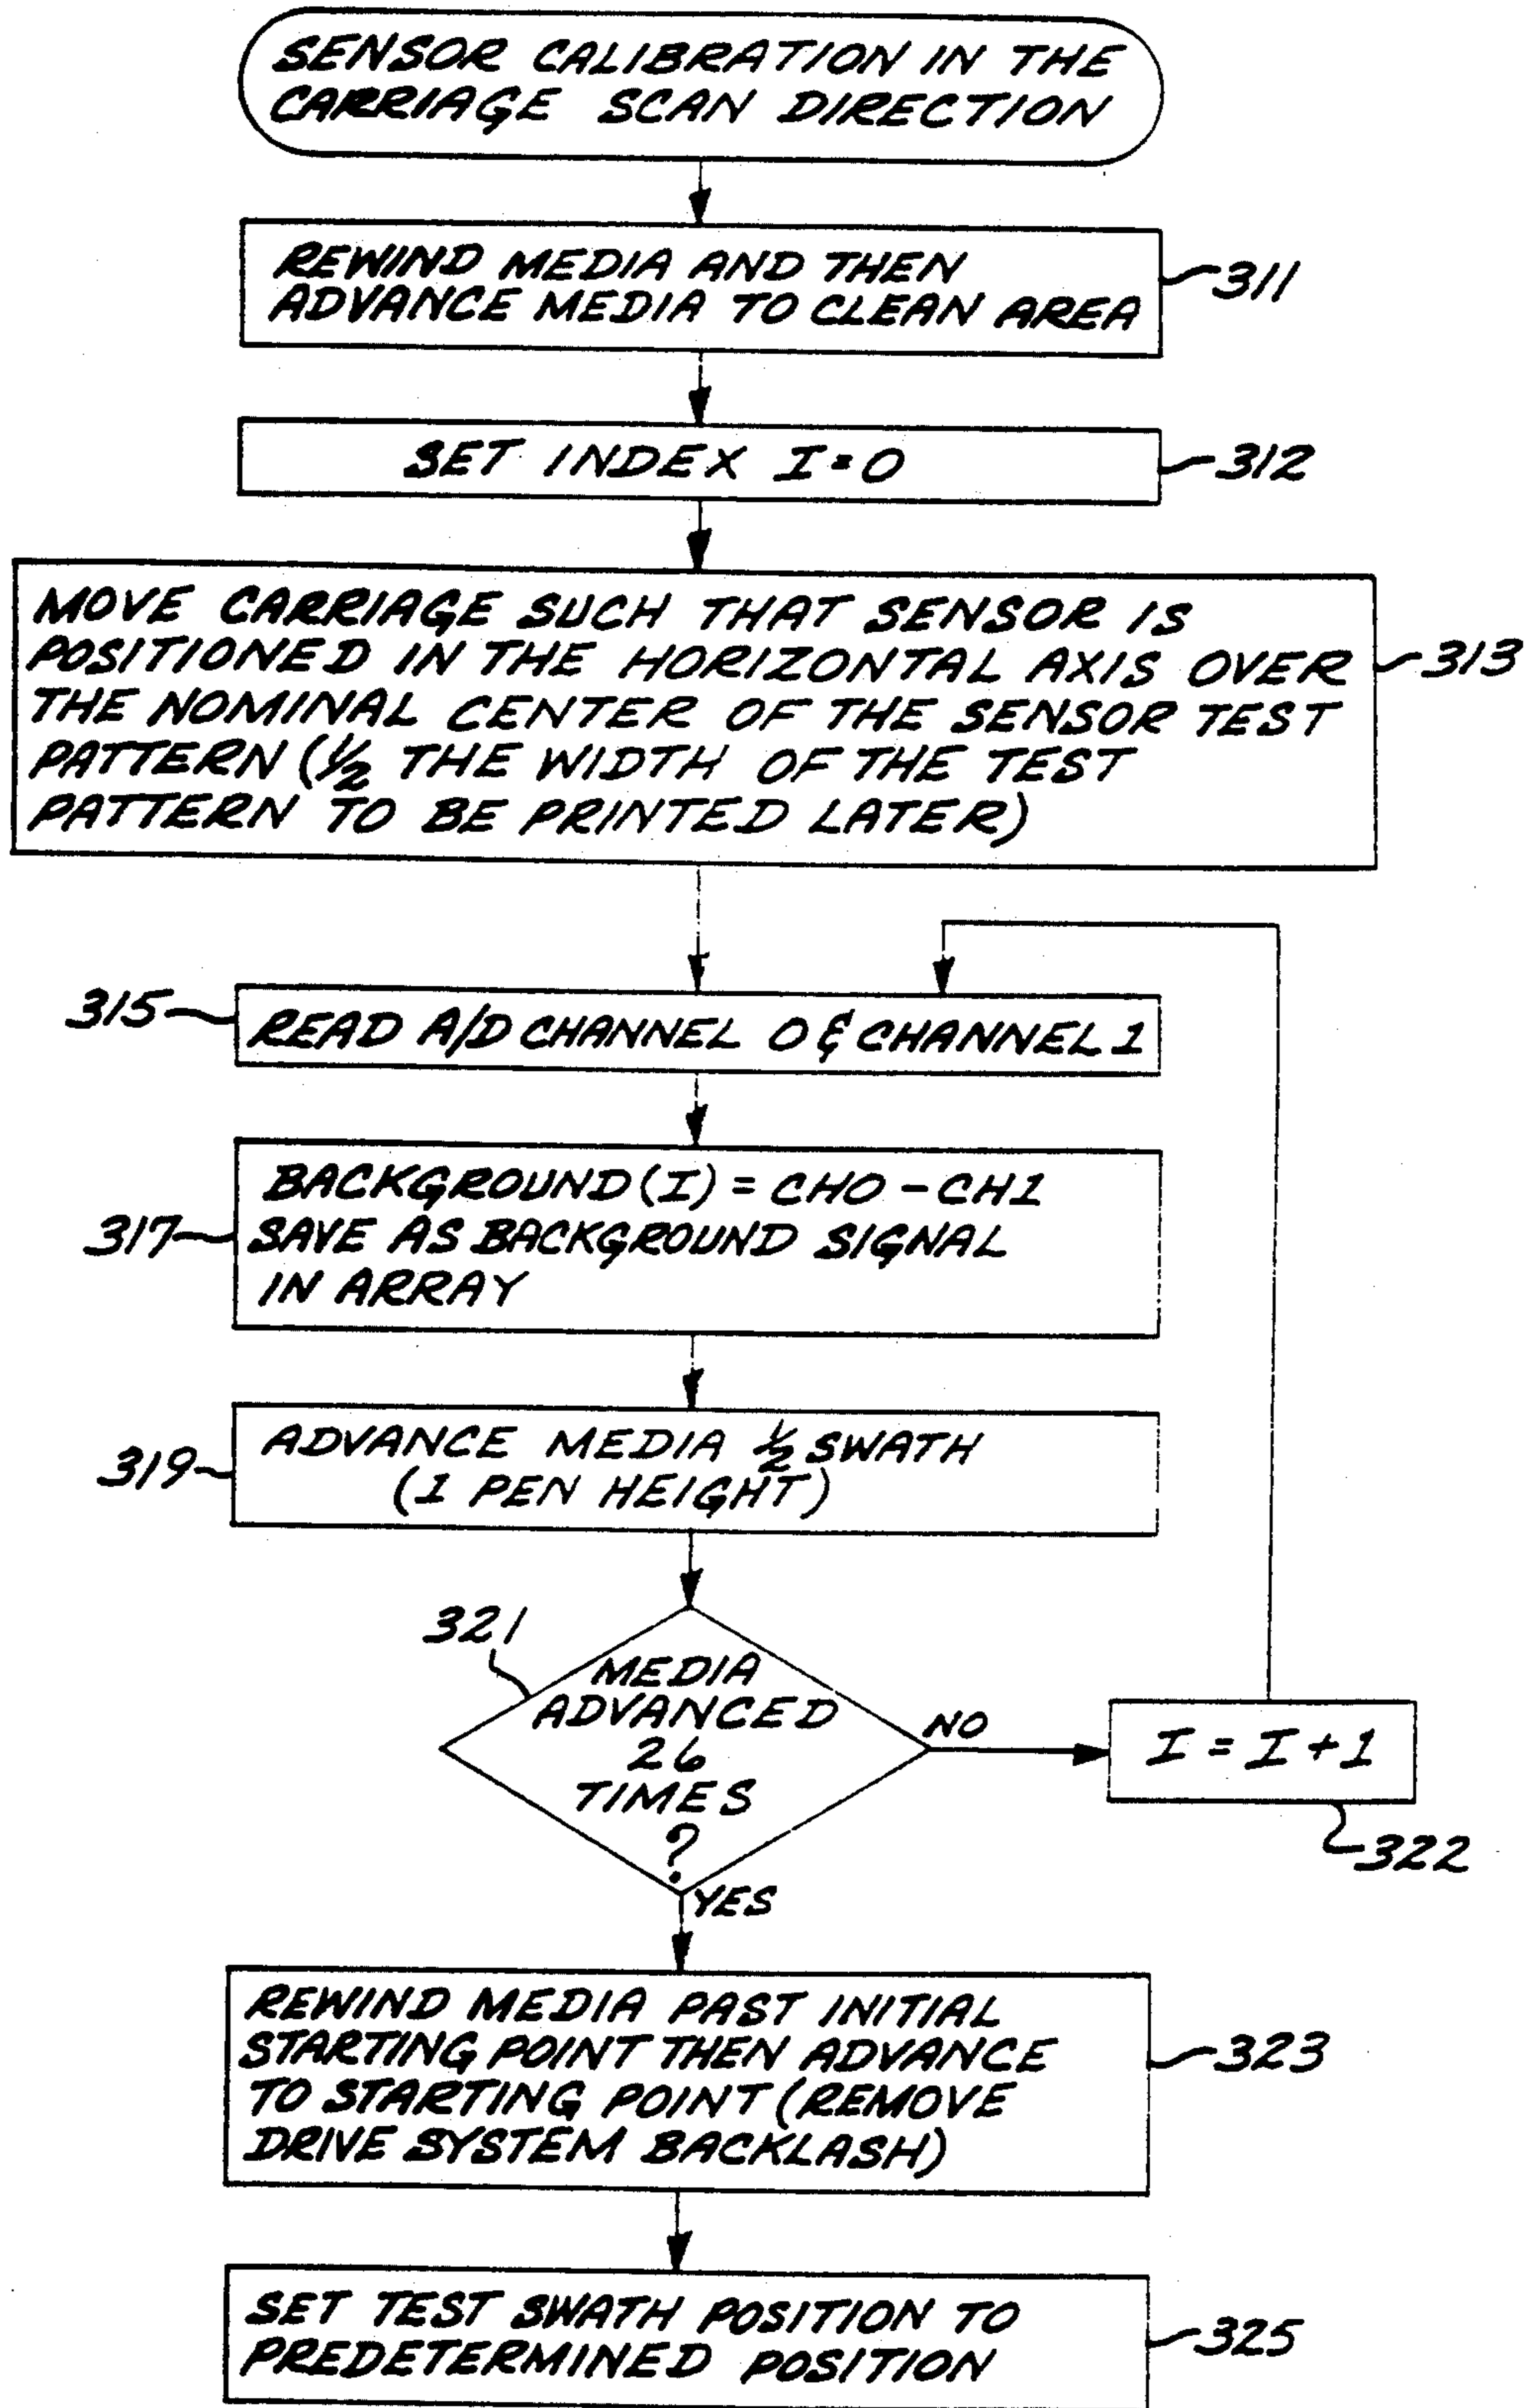 SENSOR CALIBRATION IN THE
CARRIAGE SCAN DIRECTION
REWIND MEDIA AND THEN
ADVANCE MEDIA TO CLEAN AREA
311
SET INDEX I=0
312
MOVE CARRIAGE SUCH THAT SENSOR IS
POSITIONED IN THE HORIZONTAL AXIS OVER
THE NOMINAL CENTER OF THE SENSOR TEST
PATTERN (1/2 THE WIDTH OF THE TEST
PATTERN TO BE PRINTED LATER)
313
315
READ A/D CHANNEL 0 & CHANNEL 1
BACKGROUND (I) = CH0 - CH1
SAVE AS BACKGROUND SIGNAL
IN ARRAY
317
ADVANCE MEDIA 1/2 SWATH
(1 PEN HEIGHT)
319
321
MEDIA
ADVANCED
26
TIMES
?
NO
I = I + 1
322
YES
REWIND MEDIA PAST INITIAL
STARTING POINT THEN ADVANCE
TO STARTING POINT (REMOVE
DRIVE SYSTEM BACKLASH)
323
SET TEST SWATH POSITION TO
PREDETERMINED POSITION
325